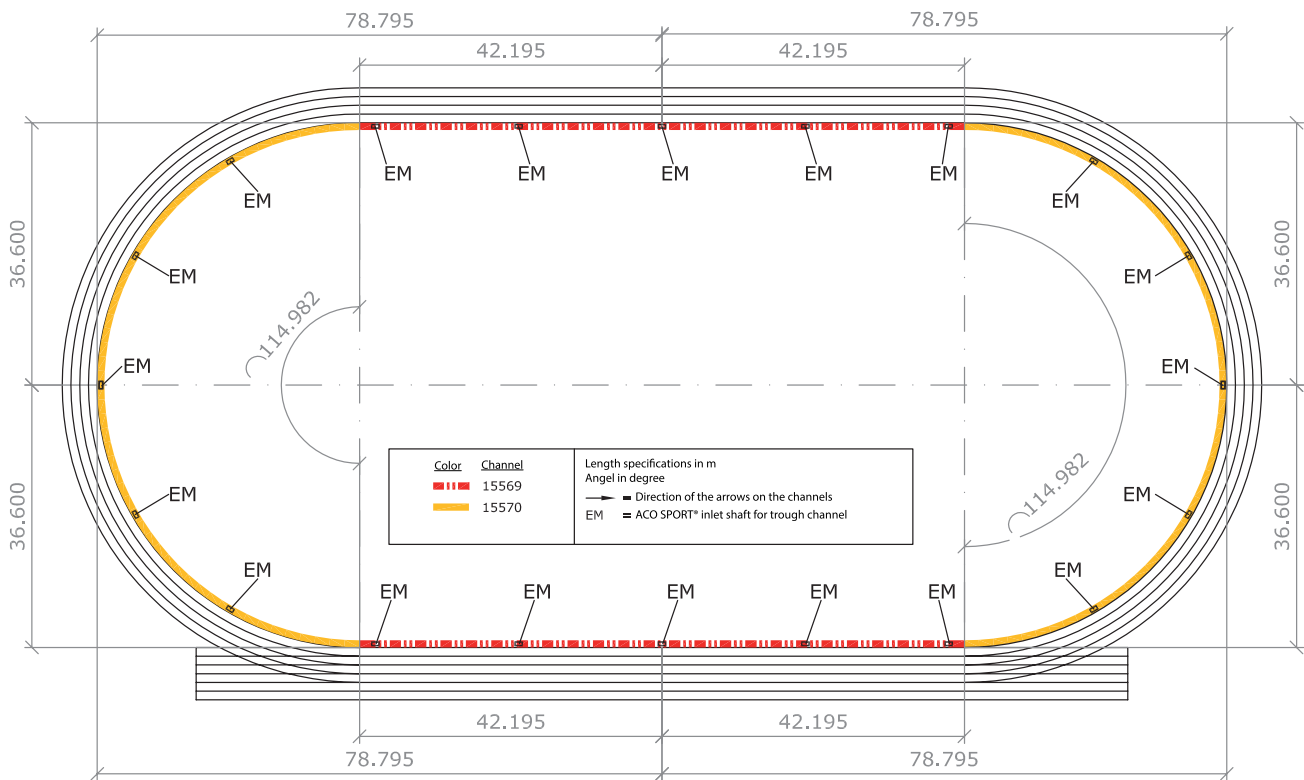 78.795
78.795
42.195
42.195
EM
EM
EM
EM
EM
EM
EM
36.600
36.600
EM
EM
114.982
EM
EM
Color Channel
15569
15570
Length specifications in m
Angel in degree
= Direction of the arrows on the channels
EM = ACO SPORT® inlet shaft for trough channel
114.982
EM
EM
36.600
36.600
EM
EM
EM
EM
EM
EM
EM
42.195
42.195
78.795
78.795